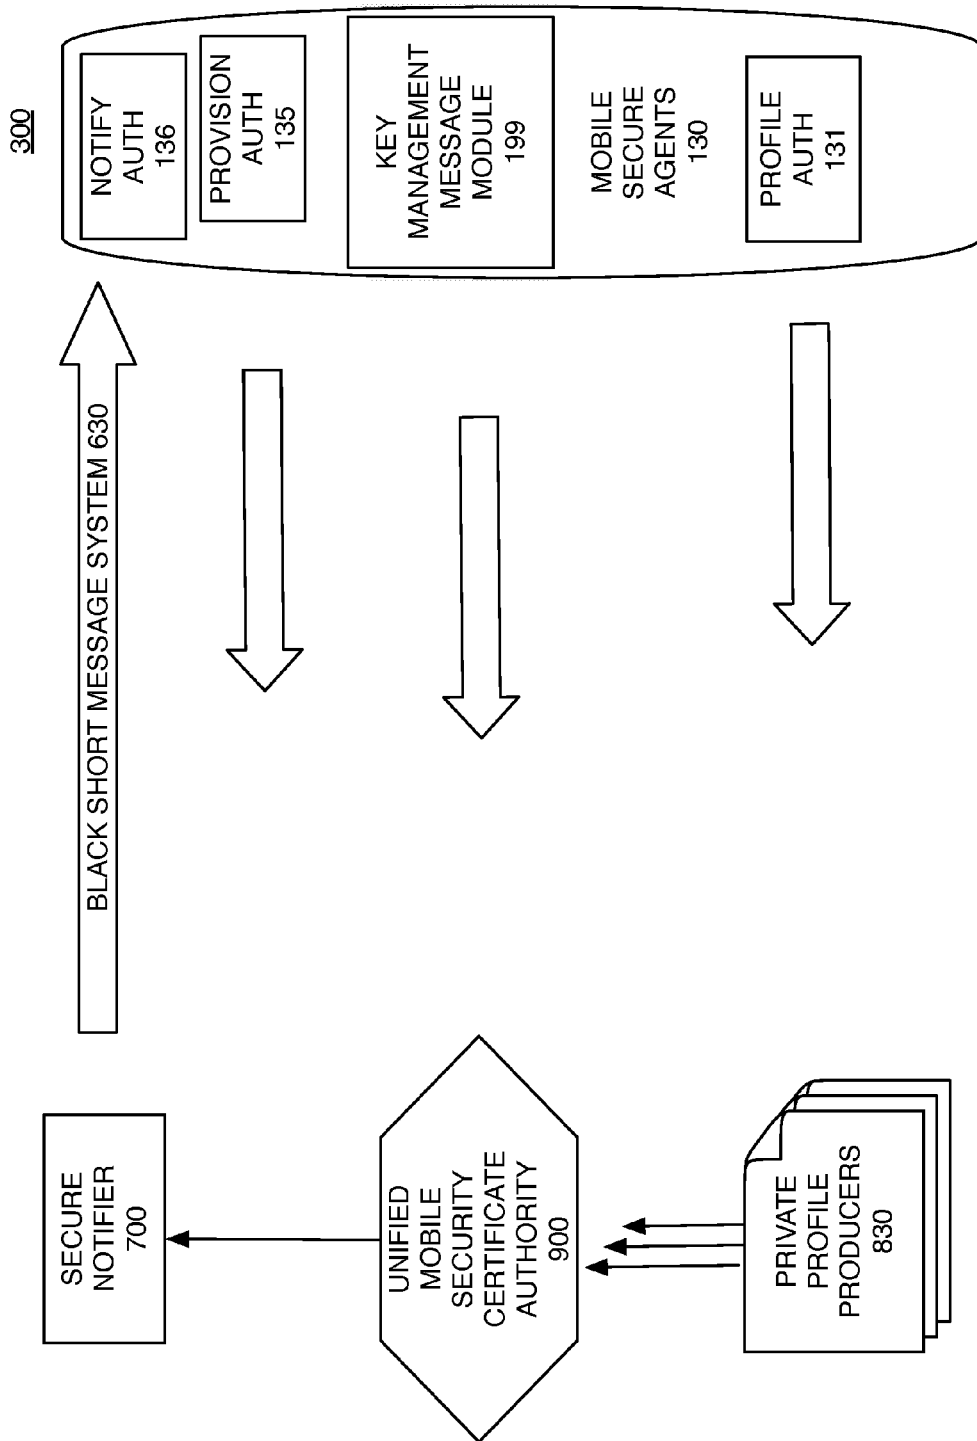 300
NOTIFY
AUTH
136
PROVISION
AUTH
135
KEY
MANAGEMENT
MESSAGE
MODULE
199
MOBILE
SECURE
AGENTS
130
PROFILE
AUTH
131
BLACK SHORT MESSAGE SYSTEM 630
SECURE
NOTIFIER
700
UNIFIED
MOBILE
SECURITY
CERTIFICATE
AUTHORITY
900
PRIVATE
PROFILE
PRODUCERS
830